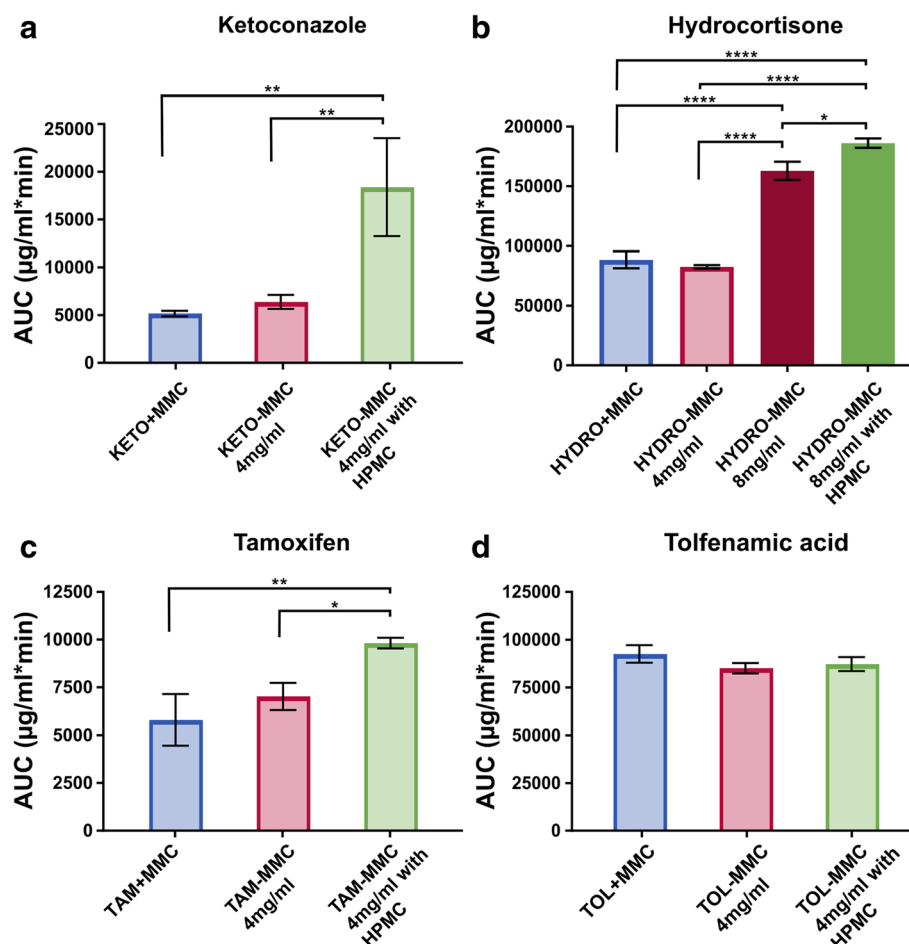 a
Ketoconazole
**
**
AUC (µg/ml*min)
25000
20000
15000
10000
5000
0
KETO+MMC
KETO-MMC
4mg/ml
KETO-MMC
4mg/ml with
HPMC
b
Hydrocortisone
****
****
****
*
****
AUC (µg/ml*min)
200000
150000
100000
50000
0
HYDRO+MMC
HYDRO-MMC
4mg/ml
HYDRO-MMC
8mg/ml
HYDRO-MMC
8mg/ml with
HPMC
c
Tamoxifen
**
*
AUC (µg/ml*min)
12500
10000
7500
5000
2500
0
TAM+MMC
TAM-MMC
4mg/ml
TAM-MMC
4mg/ml with
HPMC
d
Tolfenamic acid
AUC (µg/ml*min)
125000
100000
75000
50000
25000
0
TOL+MMC
TOL-MMC
4mg/ml
TOL-MMC
4mg/ml with
HPMC